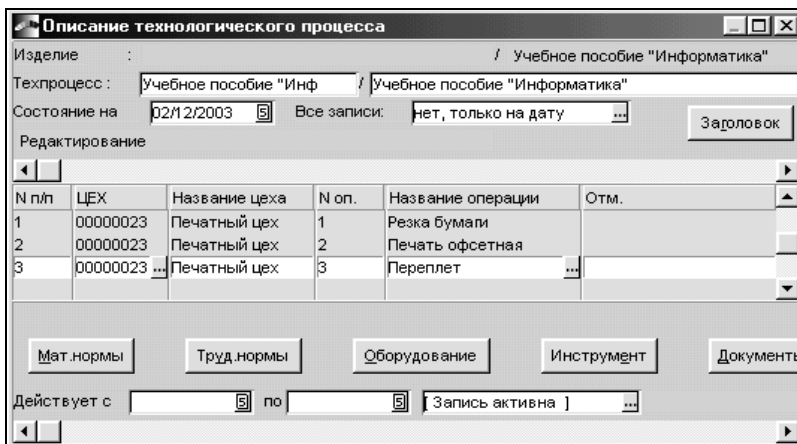 Описание технологического процесса
Изделие : / Учебное пособие "Информатика"
Техпроцесс : Учебное пособие "Инф / Учебное пособие "Информатика"
Состояние на 02/12/2003 5 Все записи: нет, только на дату ... Заголовок
Редактирование
N п/п ЦЕХ Название цеха N оп. Название операции Отм.
1 00000023 Печатный цех 1 Резка бумаги
2 00000023 Печатный цех 2 Печать офсетная
3 00000023 ... Печатный цех 3 Переплет ...
Мат.нормы Труд.нормы Оборудование Инструмент Документы
Действует с 5 по 5 [ Запись активна ] ...